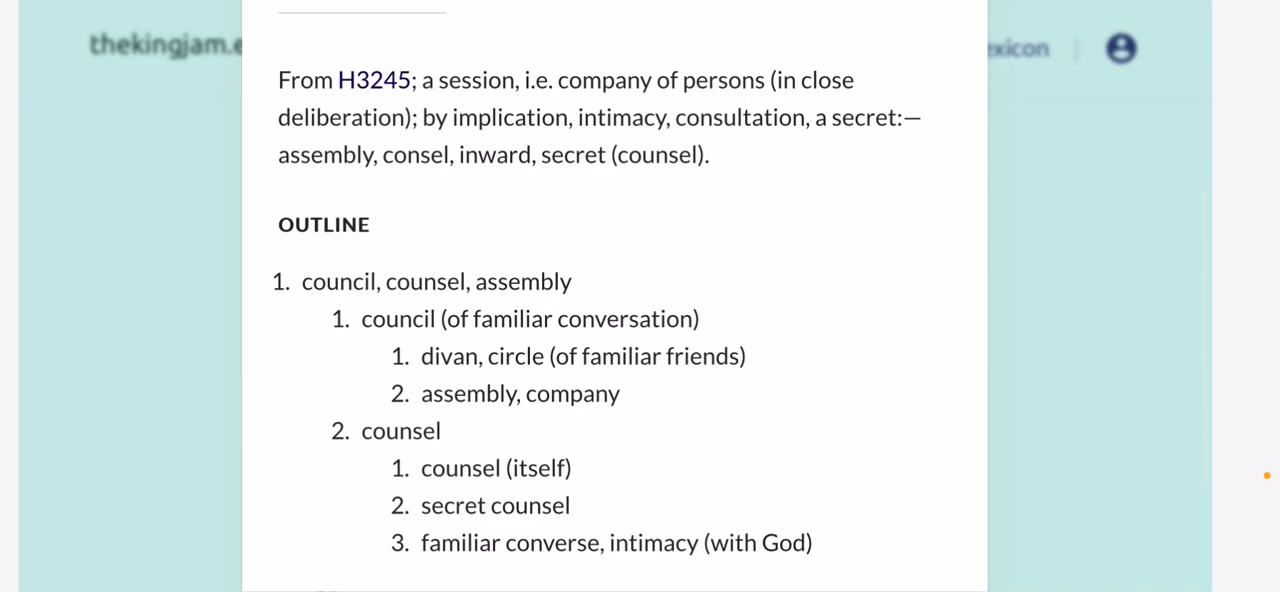 thekingjam.e
exicon
From H3245; a session, i.e. company of persons (in close
deliberation); by implication, intimacy, consultation, a secret:—
assembly, consel, inward, secret (counsel).
OUTLINE
1. council, counsel, assembly
1. council (of familiar conversation)
1. divan, circle (of familiar friends)
2. assembly, company
2. counsel
1. counsel (itself)
2. secret counsel
3. familiar converse, intimacy (with God)